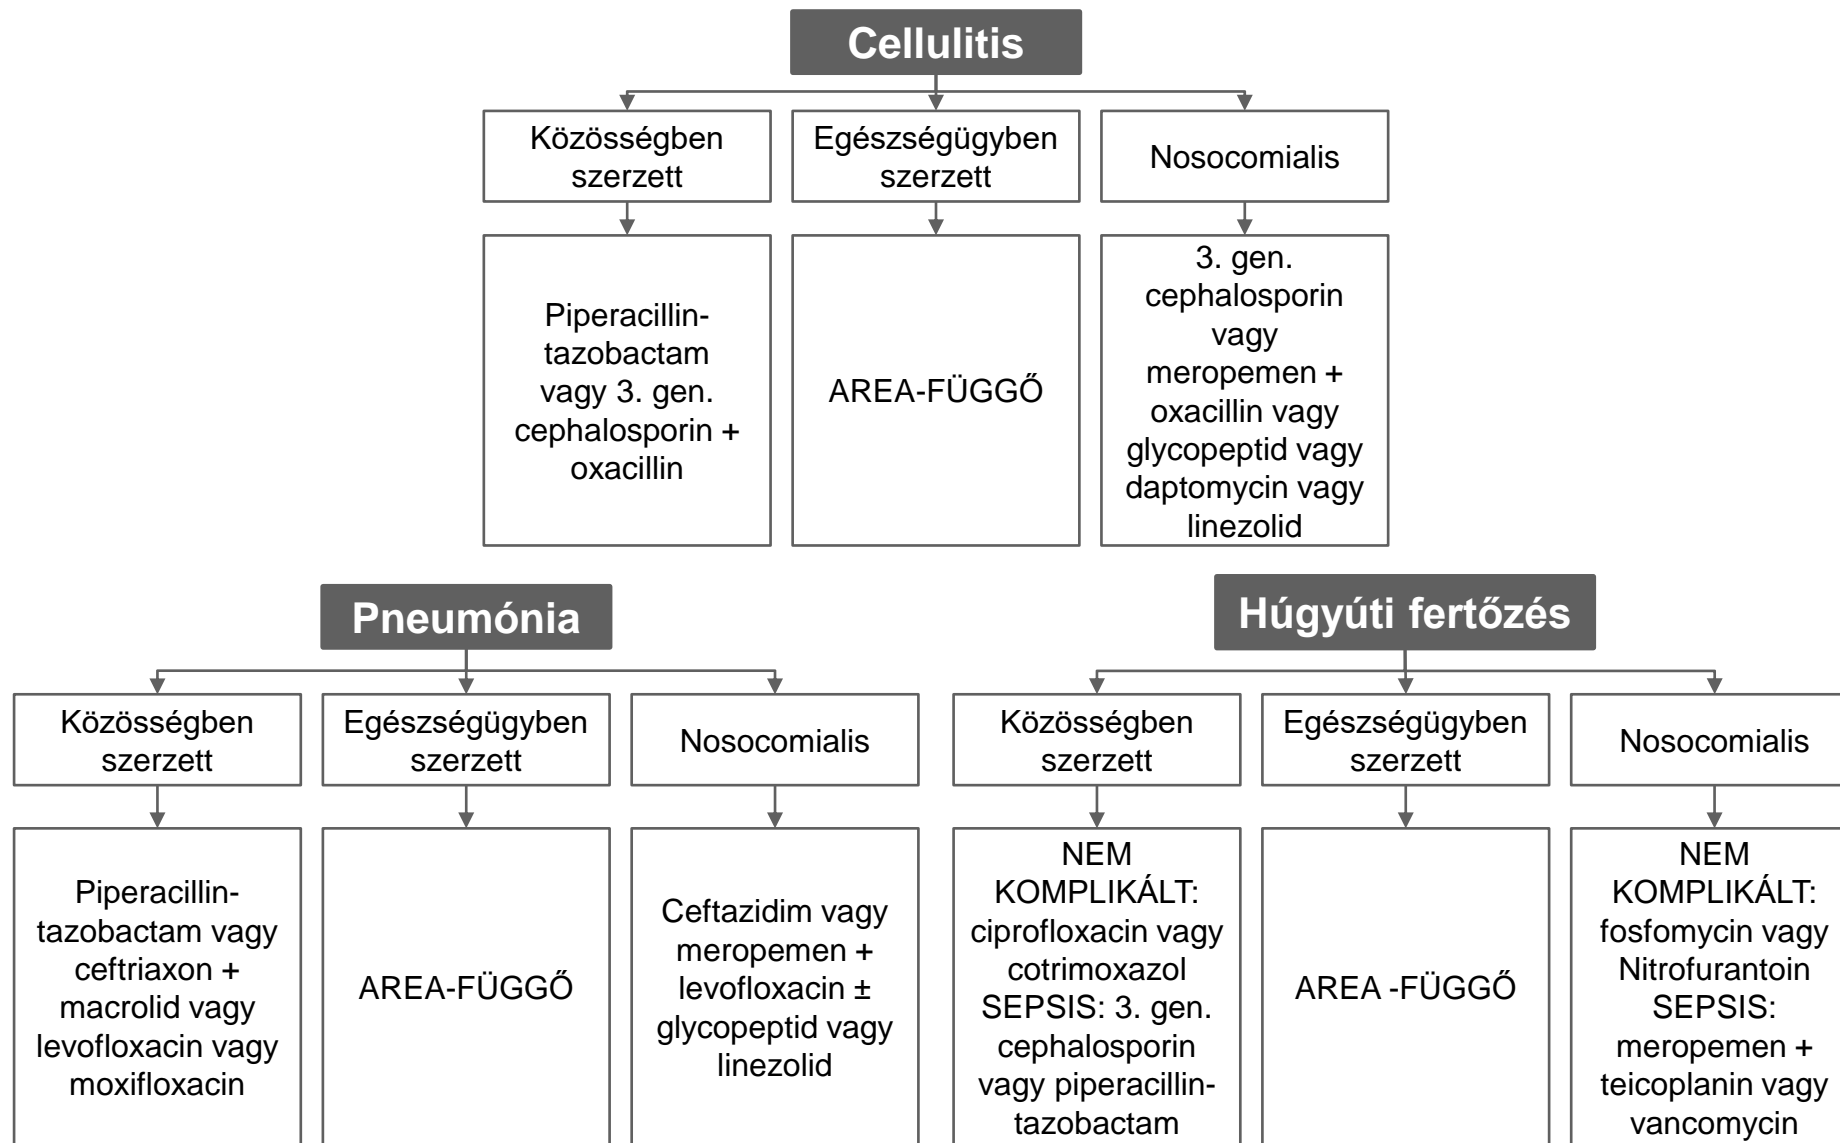 Cellulitis
Közösségben
szerzett
Egészségügyben
szerzett
Nosocomialis
Piperacillin-
tazobactam
vagy 3. gen.
cephalosporin +
oxacillin
AREA-FÜGGŐ
3. gen.
cephalosporin
vagy
meropemen +
oxacillin vagy
glycopeptid vagy
daptomycin vagy
linezolid
Pneumónia
Közösségben
szerzett
Egészségügyben
szerzett
Nosocomialis
Piperacillin-
tazobactam vagy
ceftriaxon +
macrolid vagy
levofloxacin vagy
moxifloxacin
AREA-FÜGGŐ
Ceftazidim vagy
meropemen +
levofloxacin ±
glycopeptid vagy
linezolid
Húgyúti fertőzés
Közösségben
szerzett
Egészségügyben
szerzett
Nosocomialis
NEM
KOMPLIKÁLT:
ciprofloxacin vagy
cotrimoxazol
SEPSIS: 3. gen.
cephalosporin
vagy piperacillin-
tazobactam
AREA -FÜGGŐ
NEM
KOMPLIKÁLT:
fosfomycin vagy
Nitrofurantoin
SEPSIS:
meropemen +
teicoplanin vagy
vancomycin